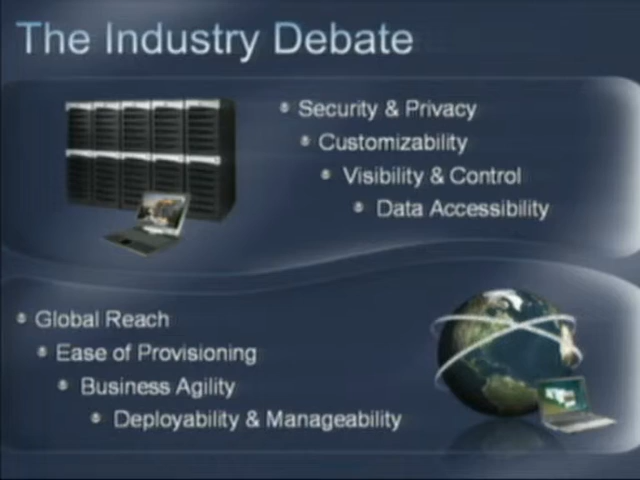 The Industry Debate
Security & Privacy
Customizability
Visibility & Control
Data Accessibility
Global Reach
Ease of Provisioning
Business Agility
Deployability & Manageability